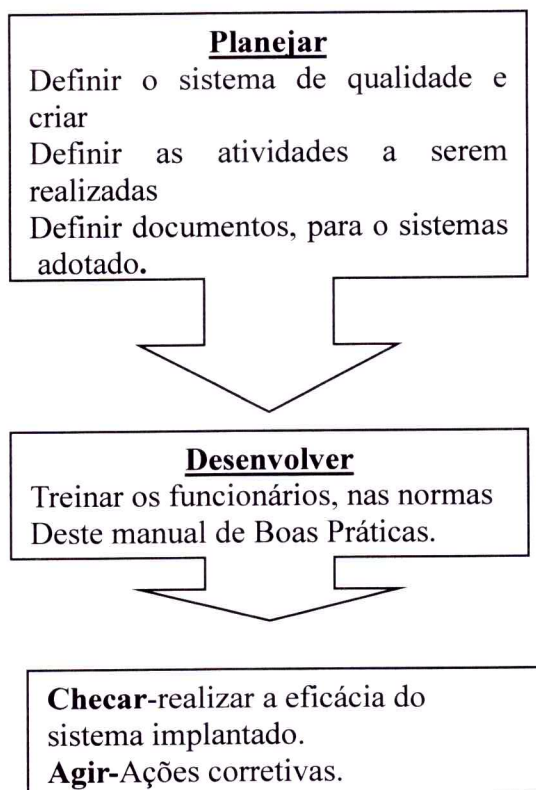 Planejar
Definir o sistema de qualidade e
criar
Definir as atividades a serem
realizadas
Definir documentos, para o sistemas
adotado.
Desenvolver
Treinar os funcionários, nas normas
Deste manual de Boas Práticas.
Checar-realizar a eficácia do
sistema implantado.
Agir-Ações corretivas.